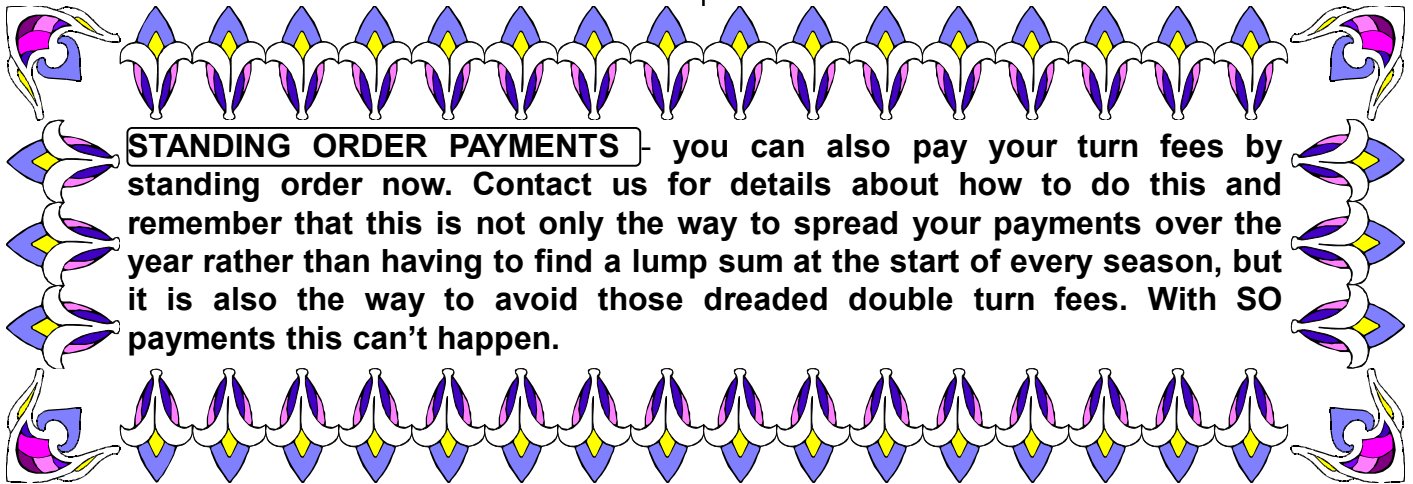 STANDING ORDER PAYMENTS - you can also pay your turn fees by
standing order now. Contact us for details about how to do this and
remember that this is not only the way to spread your payments over the
year rather than having to find a lump sum at the start of every season, but
it is also the way to avoid those dreaded double turn fees. With SO
payments this can’t happen.